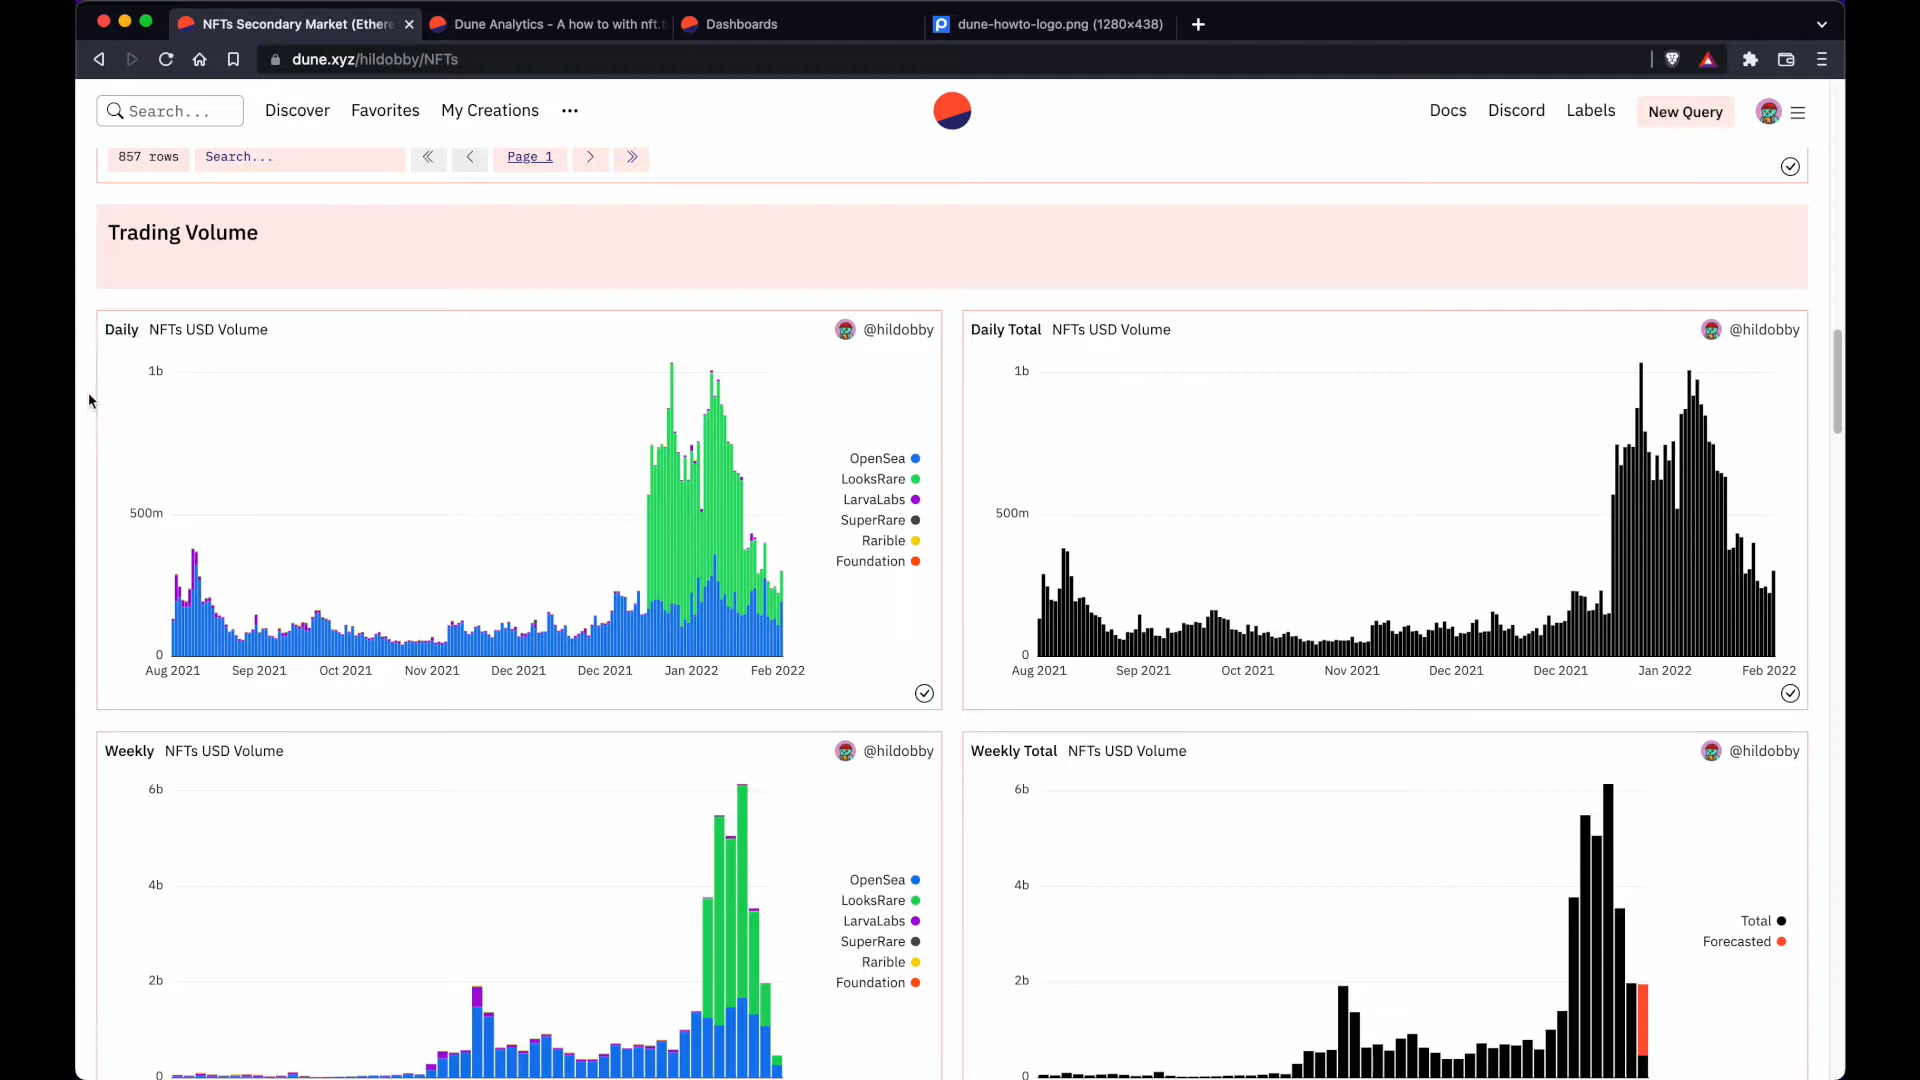 NFTs Secondary Market (Ethere
Dune Analytics - A how to with nft.t
Dashboards
dune-howto-logo.png (1280×438)
dune.xyz/hildobby/NFTs
Search...
Discover
Favorites
My Creations
Docs
Discord
Labels
New Query
857 rows
Search...
Page 1
Trading Volume
Daily NFTs USD Volume
@hildobby
1b
500m
0
Aug 2021 Sep 2021 Oct 2021 Nov 2021 Dec 2021 Dec 2021 Jan 2022 Feb 2022
OpenSea
LooksRare
LarvaLabs
SuperRare
Rarible
Foundation
Daily Total NFTs USD Volume
@hildobby
1b
500m
0
Aug 2021 Sep 2021 Oct 2021 Nov 2021 Dec 2021 Dec 2021 Jan 2022 Feb 2022
Weekly NFTs USD Volume
@hildobby
6b
4b
2b
0
OpenSea
LooksRare
LarvaLabs
SuperRare
Rarible
Foundation
Weekly Total NFTs USD Volume
@hildobby
6b
4b
2b
0
Total
Forecasted